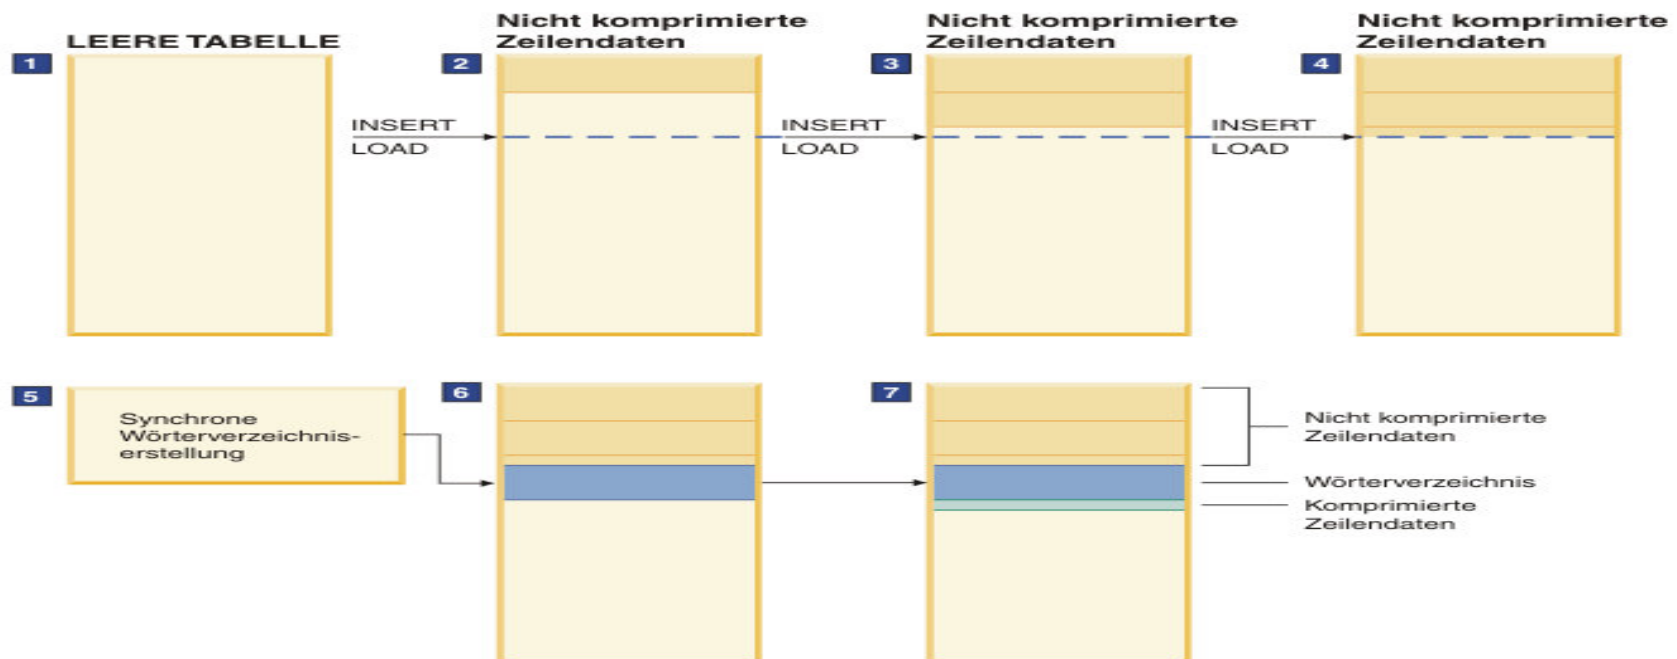 1
LEERE TABELLE
2
Nicht komprimierte
Zeilendaten
3
Nicht komprimierte
Zeilendaten
4
Nicht komprimierte
Zeilendaten
INSERT
LOAD
INSERT
LOAD
INSERT
LOAD
5
Synchrone
Wörterverzeichnis-
erstellung
6
7
Nicht komprimierte
Zeilendaten
Wörterverzeichnis
Komprimierte
Zeilendaten